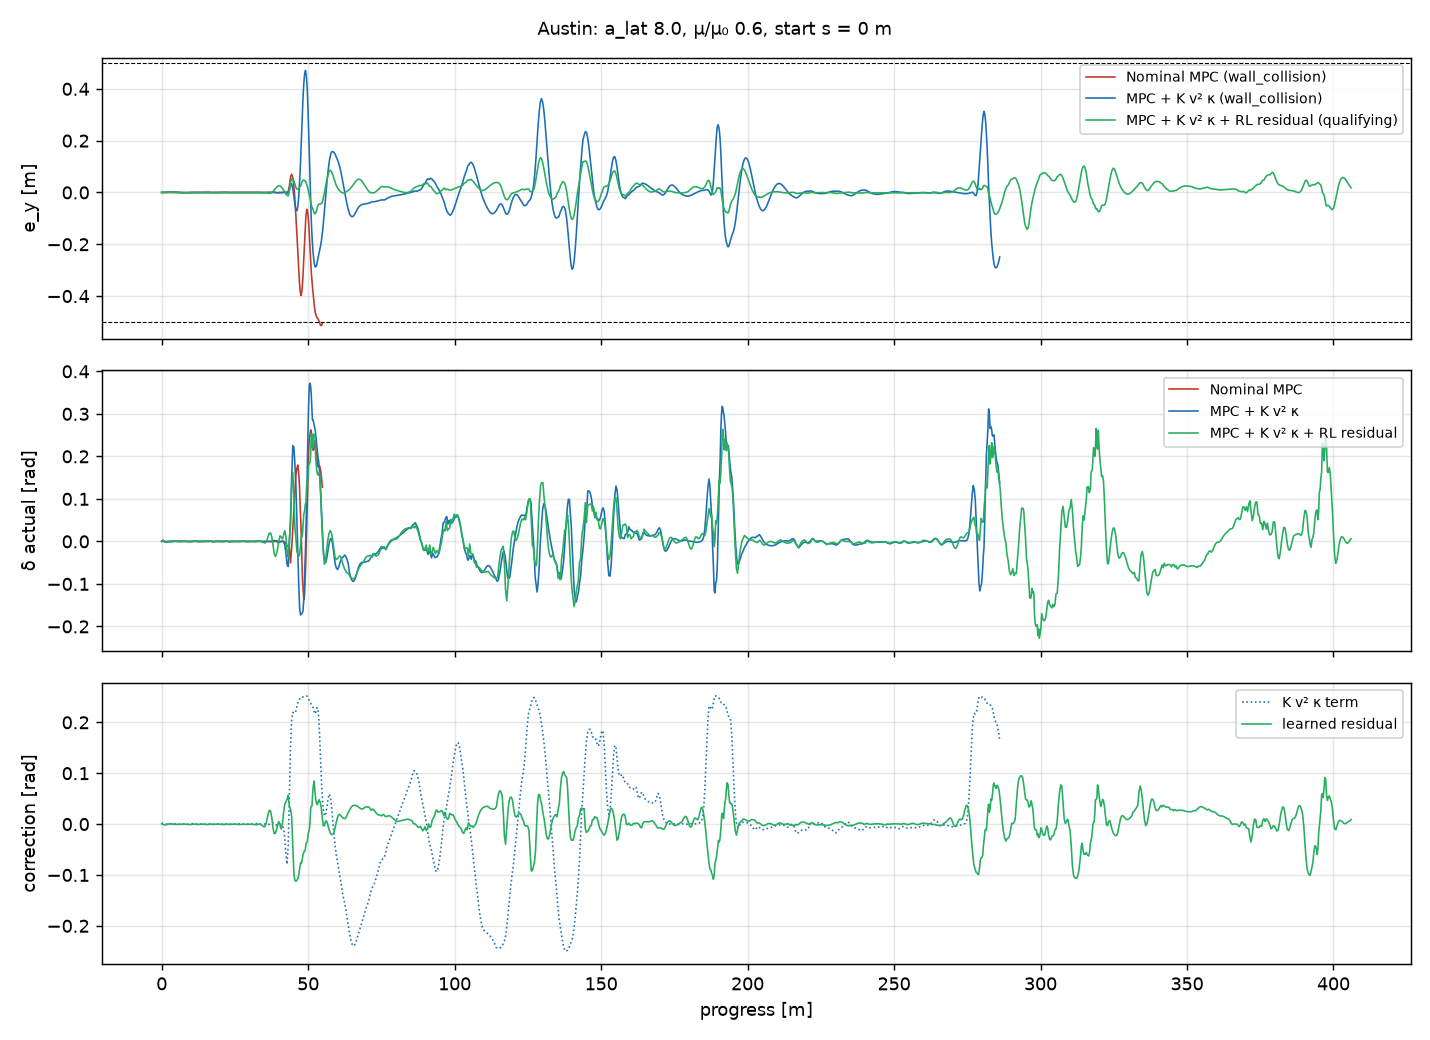 Austin: a_lat 8.0, μ/μ₀ 0.6, start s = 0 m
e_y [m]
0.4
0.2
0.0
−0.2
−0.4
Nominal MPC (wall_collision)
MPC + K v² κ (wall_collision)
MPC + K v² κ + RL residual (qualifying)
δ actual [rad]
0.4
0.3
0.2
0.1
0.0
−0.1
−0.2
Nominal MPC
MPC + K v² κ
MPC + K v² κ + RL residual
correction [rad]
0.2
0.1
0.0
−0.1
−0.2
K v² κ term
learned residual
0 50 100 150 200 250 300 350 400
progress [m]